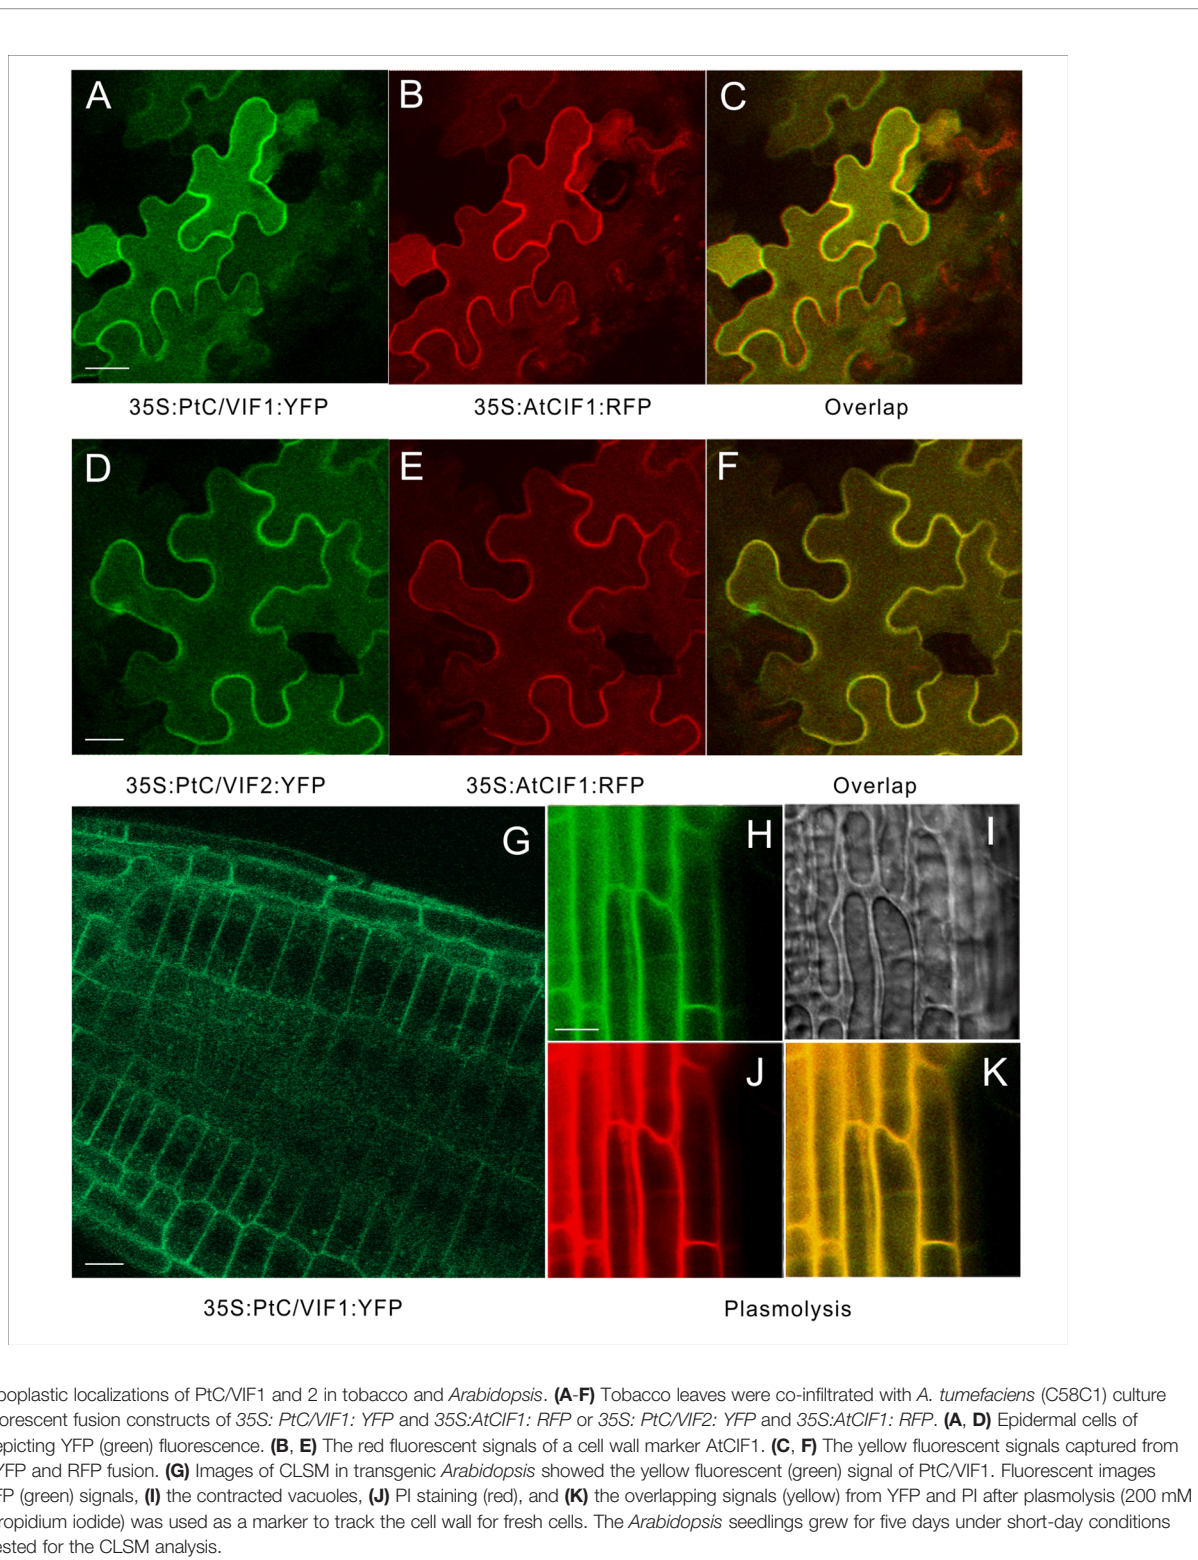 A B C
35S:PtC/VIF1:YFP 35S:AtCIF1:RFP Overlap
D E F
35S:PtC/VIF2:YFP 35S:AtCIF1:RFP Overlap
G H I
J K
35S:PtC/VIF1:YFP Plasmolysis
poplastic localizations of PtC/VIF1 and 2 in tobacco and Arabidopsis. (A-F) Tobacco leaves were co-infiltrated with A. tumefaciens (C58C1) culture
orescent fusion constructs of 35S: PtC/VIF1: YFP and 35S:AtCIF1: RFP or 35S: PtC/VIF2: YFP and 35S:AtCIF1: RFP. (A, D) Epidermal cells of
epicting YFP (green) fluorescence. (B, E) The red fluorescent signals of a cell wall marker AtCIF1. (C, F) The yellow fluorescent signals captured from
YFP and RFP fusion. (G) Images of CLSM in transgenic Arabidopsis showed the yellow fluorescent (green) signal of PtC/VIF1. Fluorescent images
FP (green) signals, (I) the contracted vacuoles, (J) PI staining (red), and (K) the overlapping signals (yellow) from YFP and PI after plasmolysis (200 mM
ropidium iodide) was used as a marker to track the cell wall for fresh cells. The Arabidopsis seedlings grew for five days under short-day conditions
ested for the CLSM analysis.